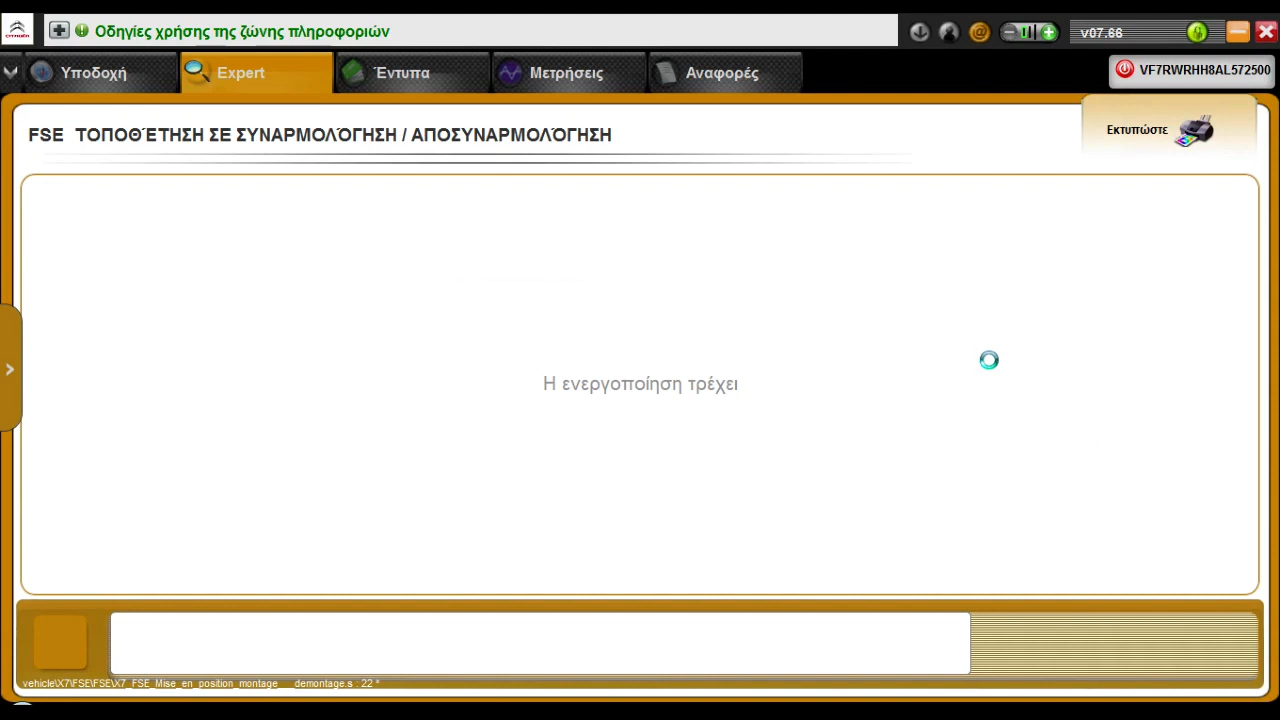 Οδηγίες χρήσης της ζώνης πληροφοριών
v07.66
Υποδοχή
Expert
Έντυπα
Μετρήσεις
Αναφορές
VF7RWRHH8AL572500
FSE ΤΟΠΟΘΈΤΗΣΗ ΣΕ ΣΥΝΑΡΜΟΛΌΓΗΣΗ / ΑΠΟΣΥΝΑΡΜΟΛΌΓΗΣΗ
Εκτυπώστε
Η ενεργοποίηση τρέχει
vehicle\X7\FSE\FSE\X7_FSE_Mise_en_position_montage___demontage.s : 22 *